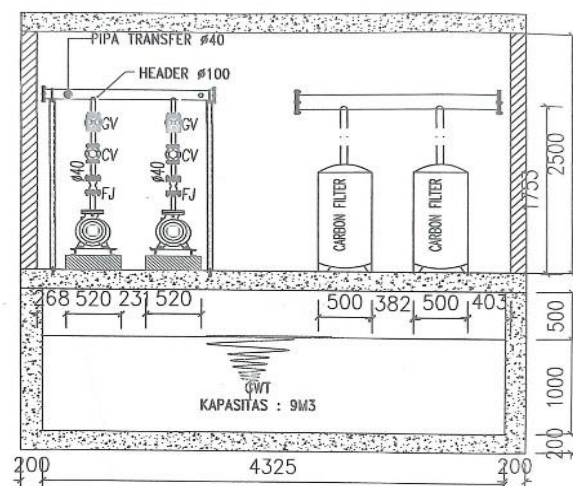 PIPA TRANSFER ø40
HEADER ø100
GV
GV
CV
CV
ø40
ø40
FJ
FJ
CARBON FILTER
CARBON FILTER
1755
2500
268 520 231 520
500 382 500 403
500
GWT
KAPASITAS : 9M3
1000
200
200
4325
200